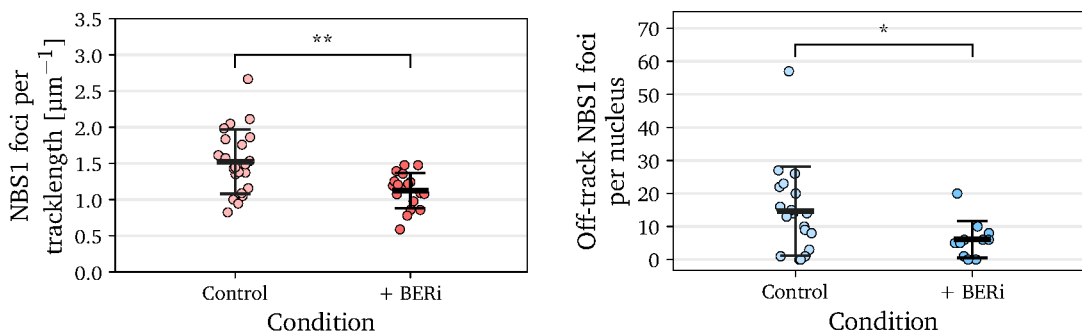 NBS1 foci per
tracklength [µm⁻¹]
3.5
3.0
2.5
2.0
1.5
1.0
0.5
0.0
**
Control
+ BERi
Condition
Off-track NBS1 foci
per nucleus
70
60
50
40
30
20
10
0
*
Control
+ BERi
Condition